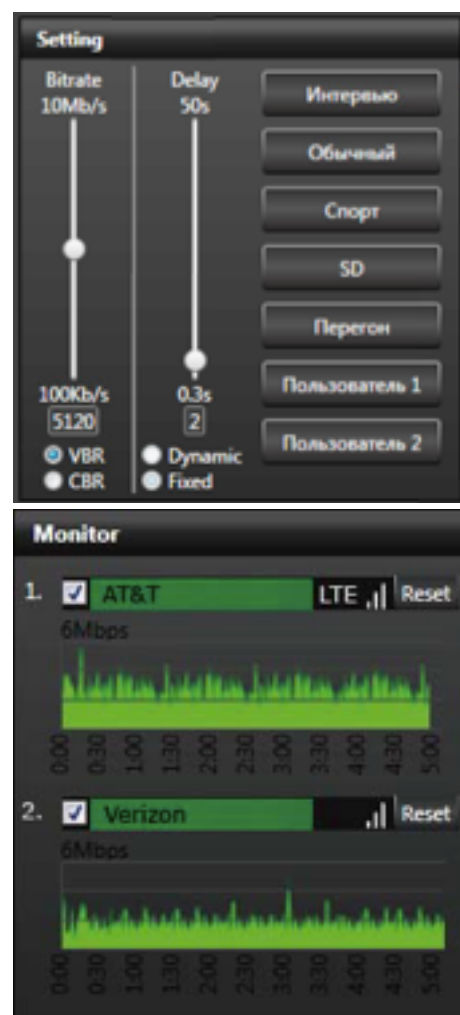 Setting
Bitrate
10Mb/s
100Kb/s
5120
VBR
CBR
Delay
50s
0.3s
2
Dynamic
Fixed
Интервью
Обычный
Спорт
SD
Перегон
Пользователь 1
Пользователь 2
Monitor
1. AT&T LTE Reset
6Mbps
0:00 0:30 1:00 1:30 2:00 2:30 3:00 3:30 4:00 4:30 5:00
2. Verizon Reset
6Mbps
0:00 0:30 1:00 1:30 2:00 2:30 3:00 3:30 4:00 4:30 5:00